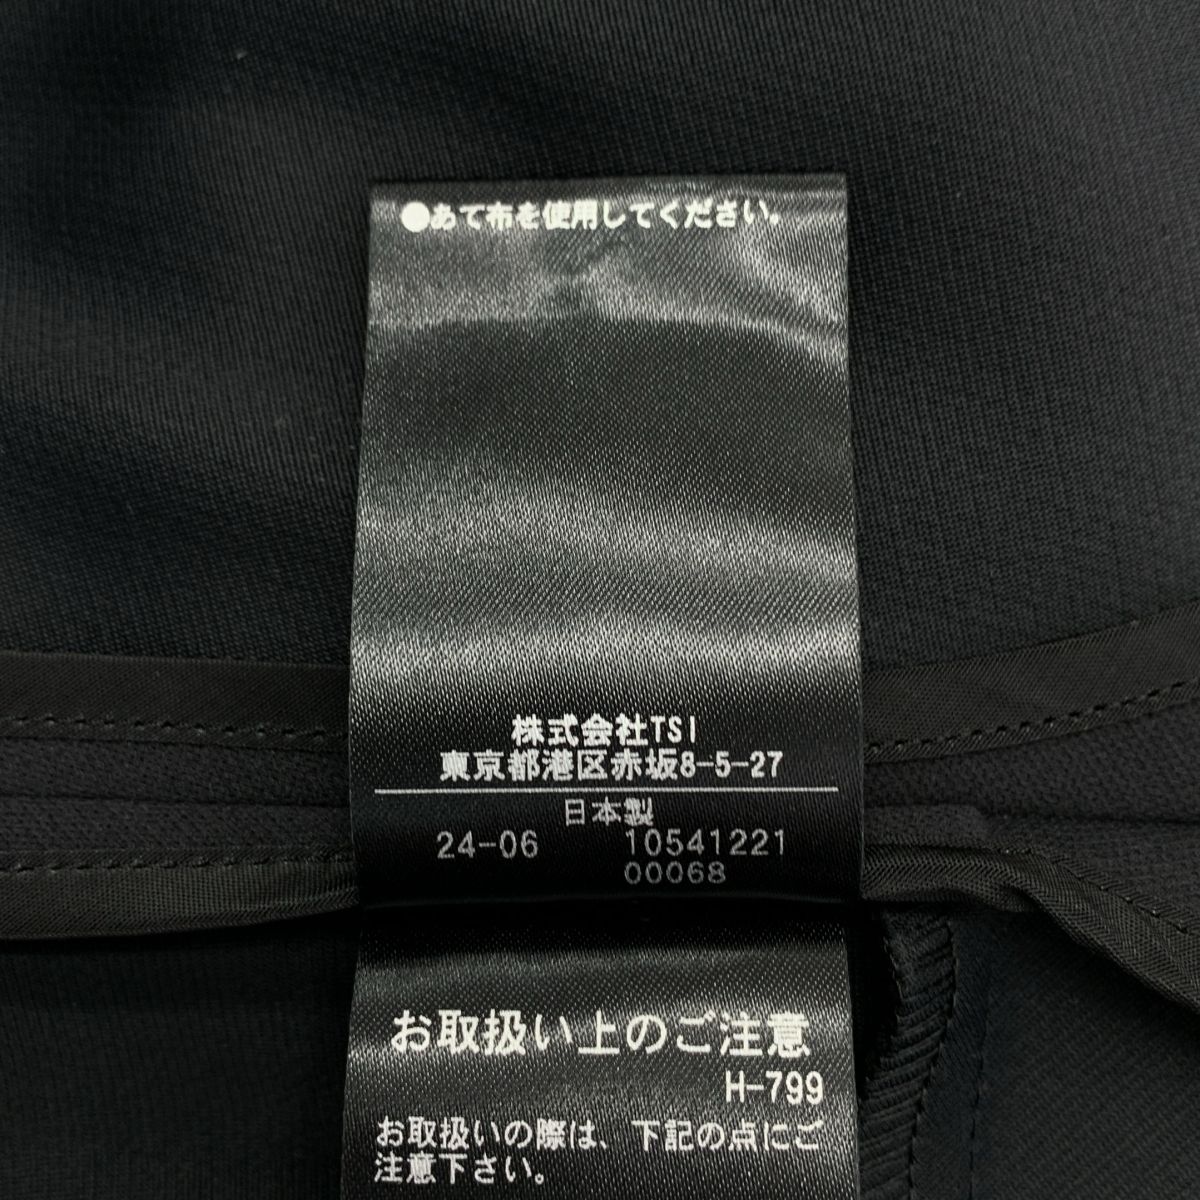 ●あて布を使用してください。
株式会社TSI
東京都港区赤坂8-5-27
日本製
24-06 10541221
00068
お取扱い上のご注意
H-799
お取扱いの際は、下記の点にご
注意下さい。